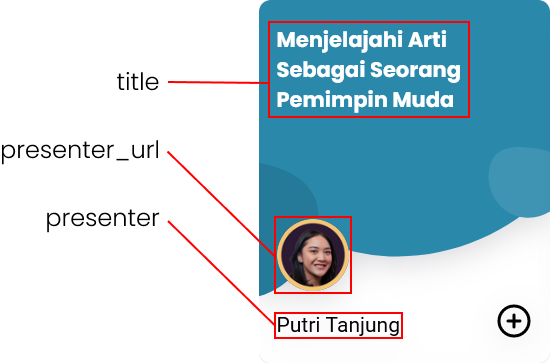 Menjelajahi Arti
Sebagai Seorang
Pemimpin Muda
title
presenter_url
presenter
Putri Tanjung